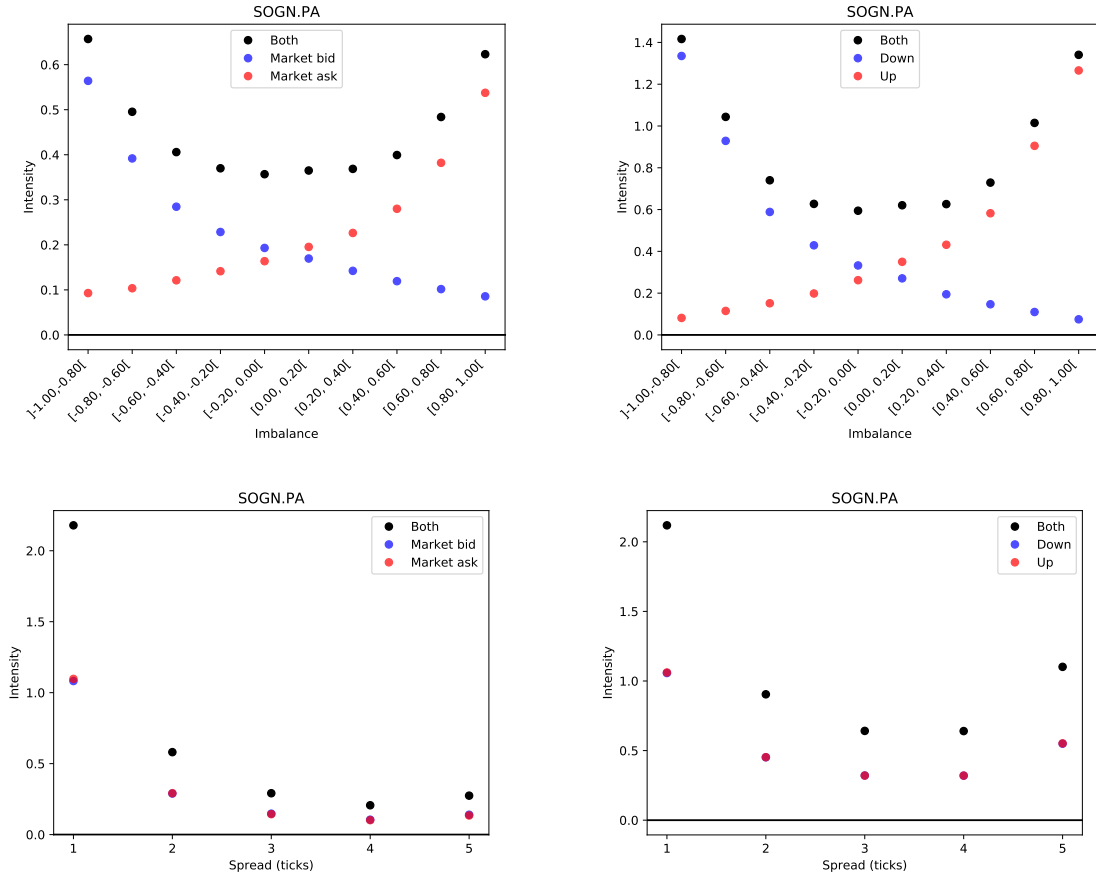 SOGN.PA
Both
Market bid
Market ask
Intensity
0.6
0.5
0.4
0.3
0.2
0.1
0.0
]-1.00,-0.80[
[-0.80, -0.60[
[-0.60, -0.40[
[-0.40, -0.20[
[-0.20, 0.00[
[0.00, 0.20[
[0.20, 0.40[
[0.40, 0.60[
[0.60, 0.80[
[0.80, 1.00[
Imbalance
SOGN.PA
Both
Down
Up
Intensity
1.4
1.2
1.0
0.8
0.6
0.4
0.2
0.0
]-1.00,-0.80[
[-0.80, -0.60[
[-0.60, -0.40[
[-0.40, -0.20[
[-0.20, 0.00[
[0.00, 0.20[
[0.20, 0.40[
[0.40, 0.60[
[0.60, 0.80[
[0.80, 1.00[
Imbalance
SOGN.PA
Both
Market bid
Market ask
Intensity
2.0
1.5
1.0
0.5
0.0
1 2 3 4 5
Spread (ticks)
SOGN.PA
Both
Down
Up
Intensity
2.0
1.5
1.0
0.5
0.0
1 2 3 4 5
Spread (ticks)